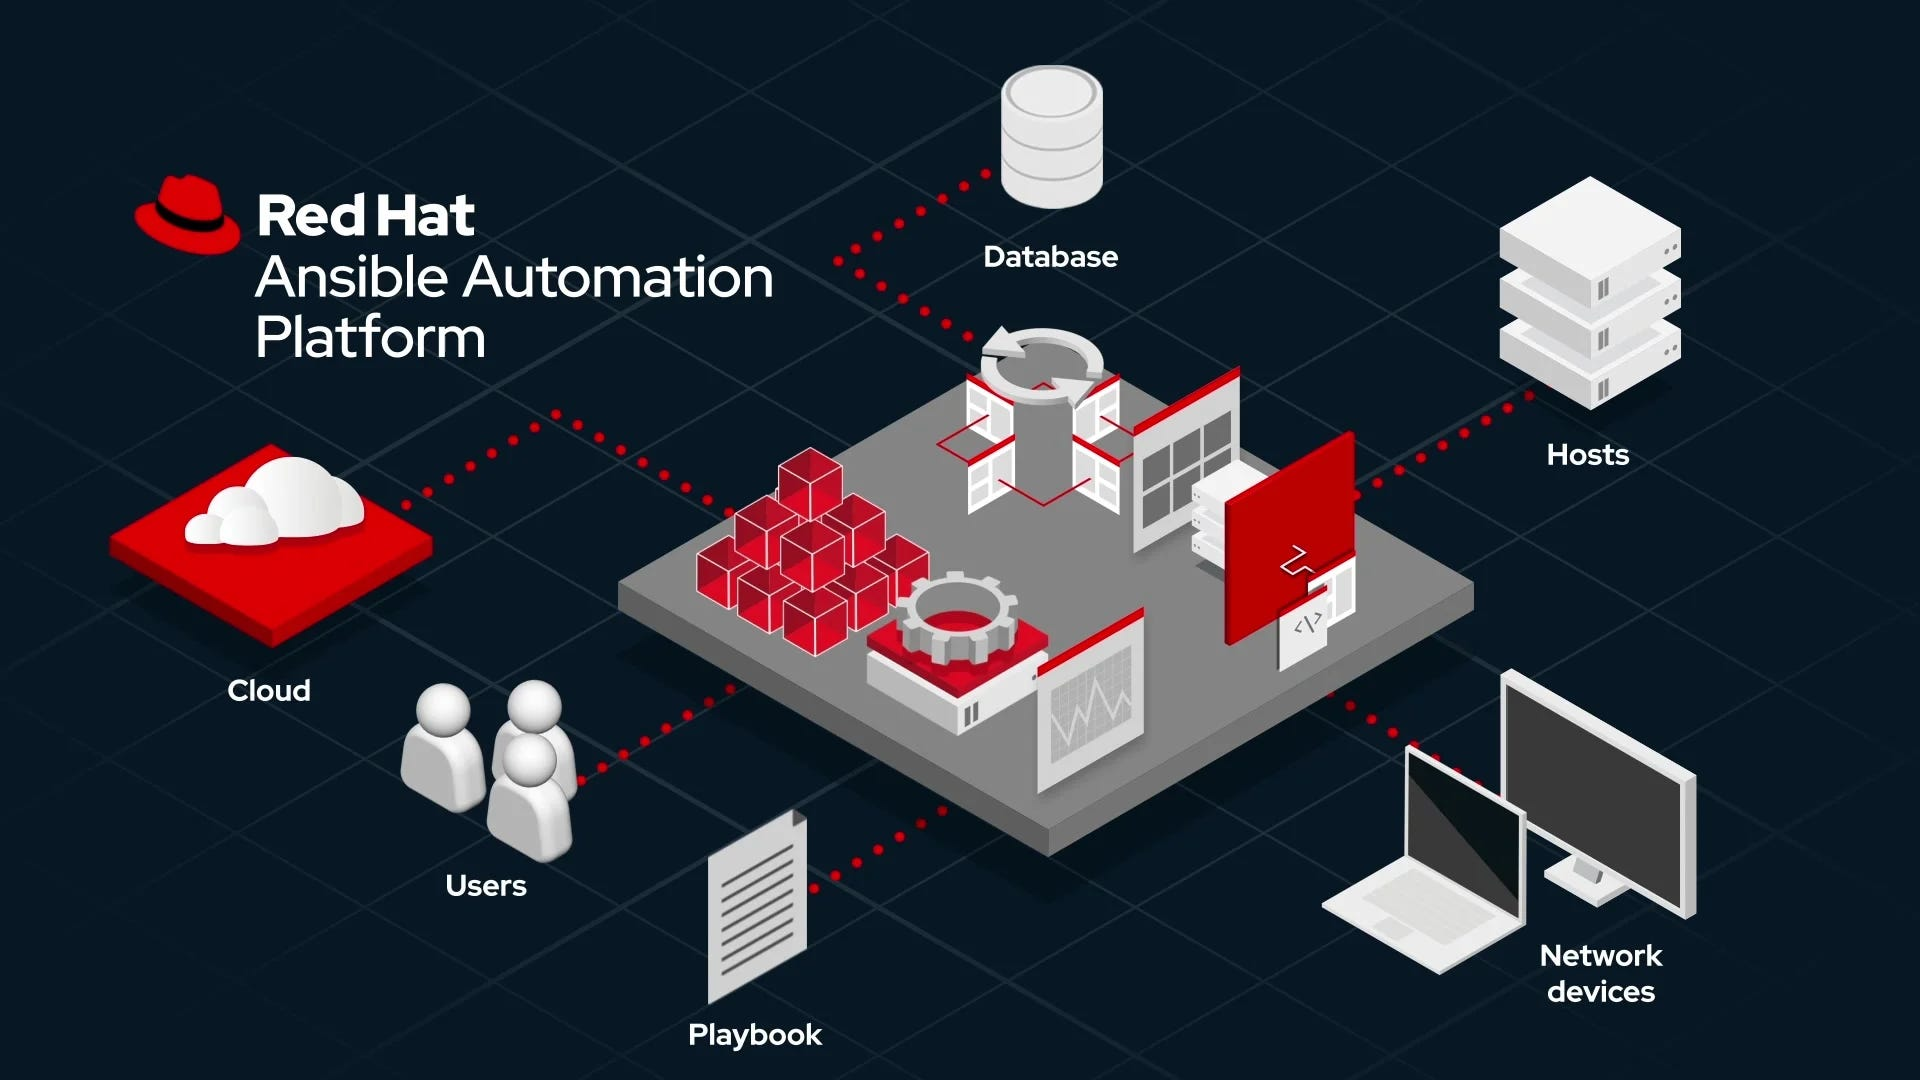 Red Hat
Ansible Automation
Platform
Database
Hosts
Cloud
</>
Users
Network
devices
Playbook